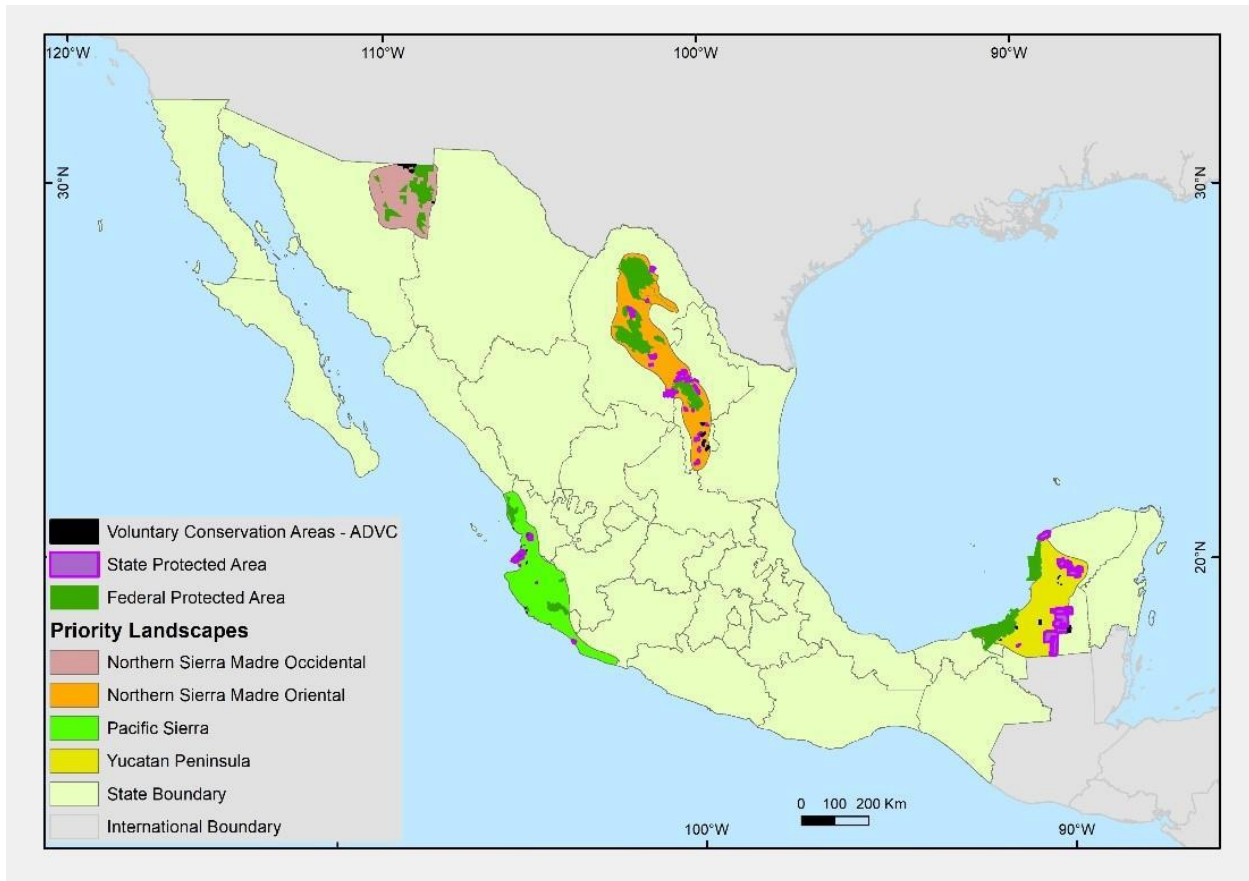 120°W
110°W
100°W
90°W
30°N
30°N
20°N
Voluntary Conservation Areas - ADVC
State Protected Area
Federal Protected Area
Priority Landscapes
Northern Sierra Madre Occidental
Northern Sierra Madre Oriental
Pacific Sierra
Yucatan Peninsula
State Boundary
International Boundary
0 100 200 Km
100°W
90°W